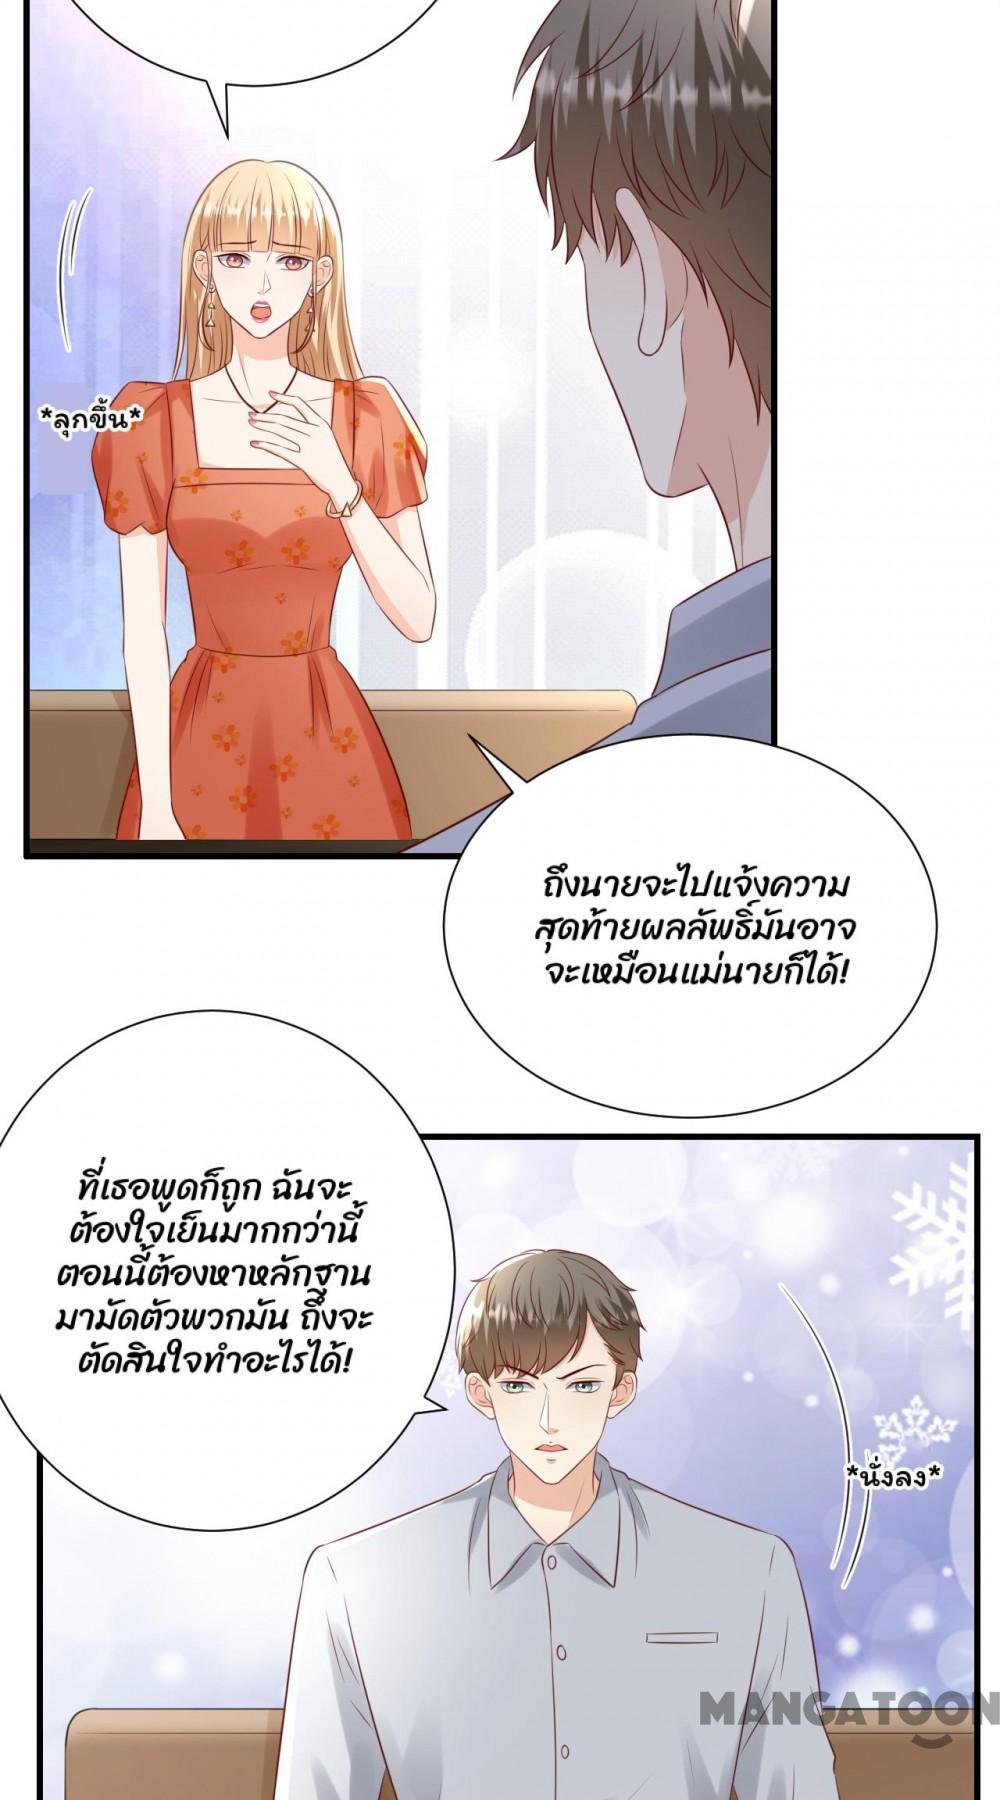 *ลุกขึ้น*
ถึงนายจะไปแจ้งความ
สุดท้ายผลลัพธิ์มันอาจ
จะเหมือนแม่นายก็ได้!
ที่เธอพูดก็ถูก ฉันจะ
ต้องใจเย็นมากกว่านี้
ตอนนี้ต้องหาหลักฐาน
มามัดตัวพวกมัน ถึงจะ
ตัดสินใจทำอะไรได้!
*นั่งลง*
MANGATOON